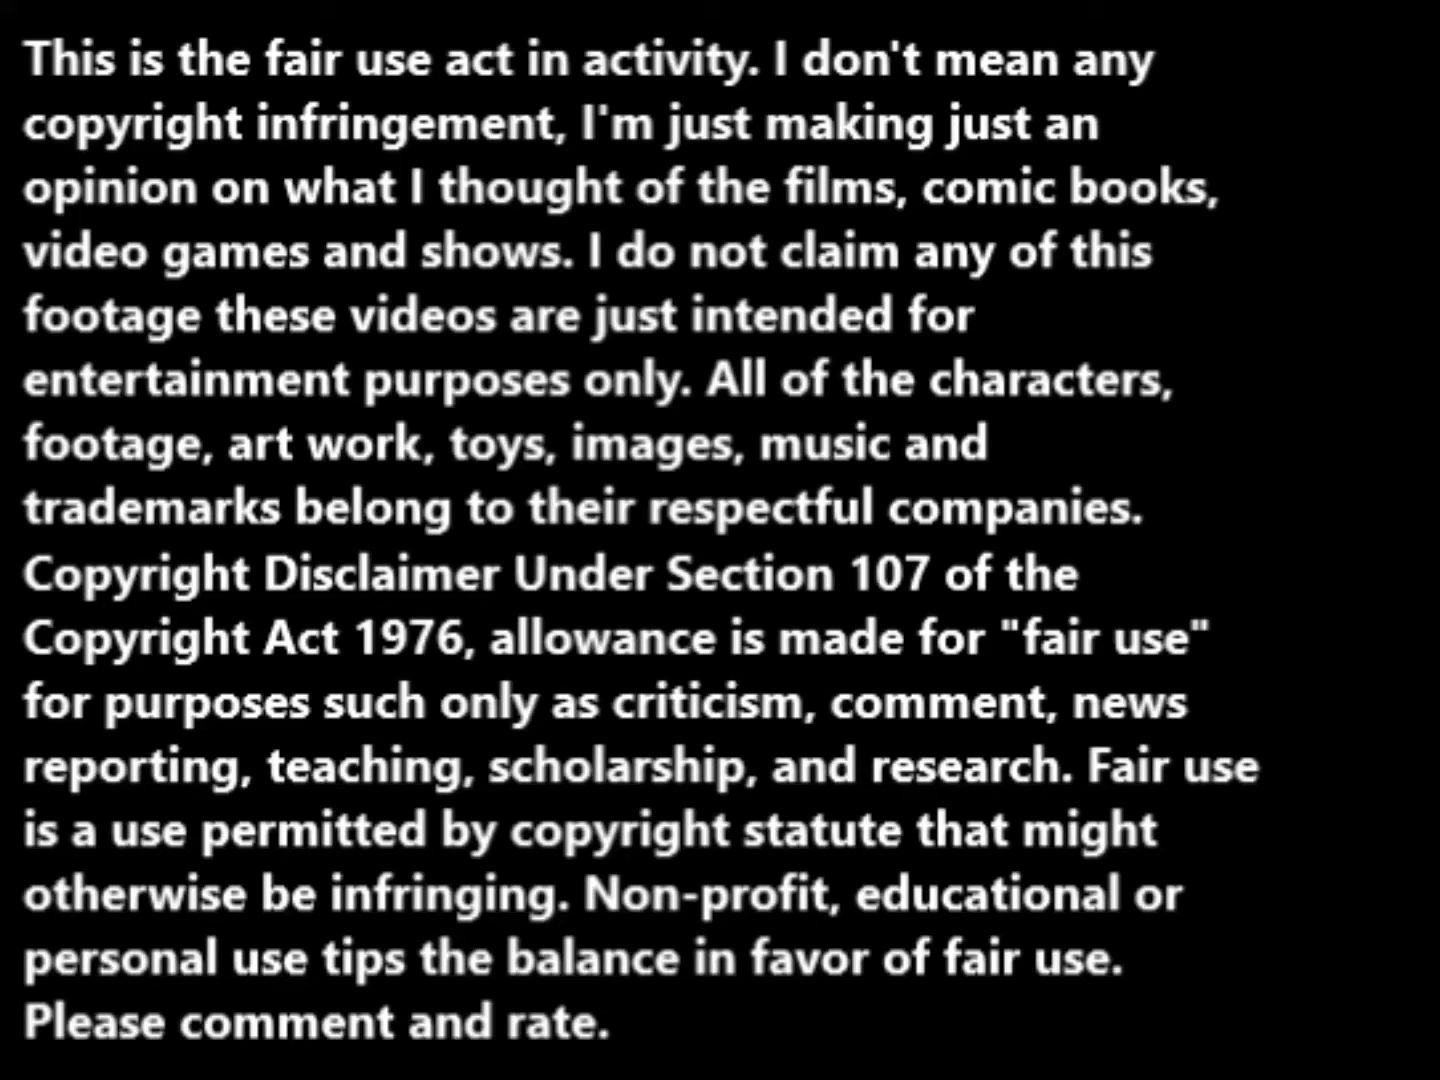 This is the fair use act in activity. I don't mean any
copyright infringement, I'm just making just an
opinion on what I thought of the films, comic books,
video games and shows. I do not claim any of this
footage these videos are just intended for
entertainment purposes only. All of the characters,
footage, art work, toys, images, music and
trademarks belong to their respectful companies.
Copyright Disclaimer Under Section 107 of the
Copyright Act 1976, allowance is made for "fair use"
for purposes such only as criticism, comment, news
reporting, teaching, scholarship, and research. Fair use
is a use permitted by copyright statute that might
otherwise be infringing. Non-profit, educational or
personal use tips the balance in favor of fair use.
Please comment and rate.